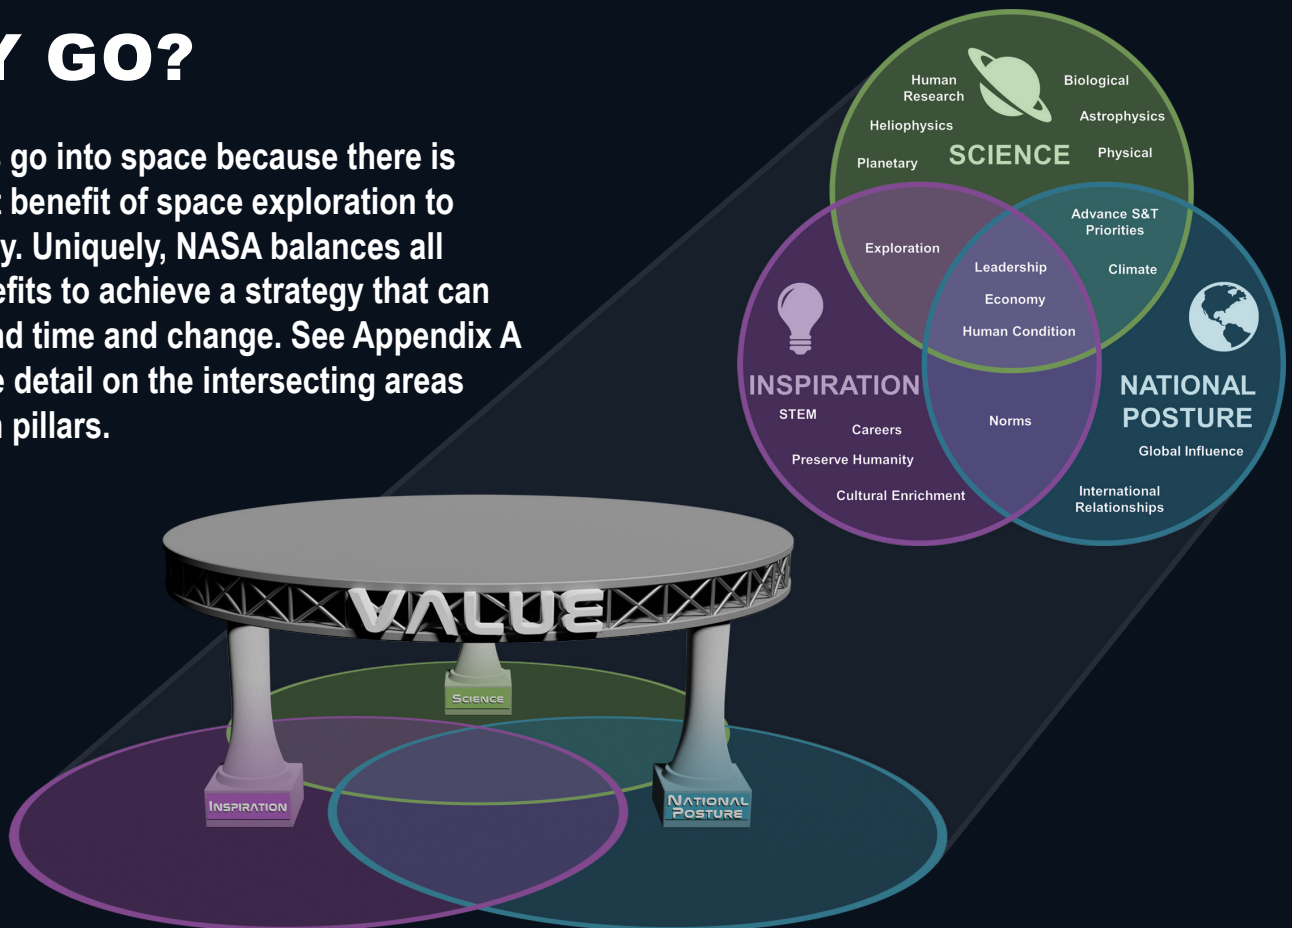 Y GO?
go into space because there is
benefit of space exploration to
y. Uniquely, NASA balances all
efits to achieve a strategy that can
nd time and change. See Appendix A
e detail on the intersecting areas
pillars.
Human
Research
Biological
Heliophysics
Astrophysics
Planetary
SCIENCE
Physical
Exploration
Advance S&T
Priorities
Leadership
Climate
Economy
Human Condition
INSPIRATION
NATIONAL
POSTURE
STEM
Careers
Norms
Preserve Humanity
Global Influence
Cultural Enrichment
International
Relationships
VALUE
SCIENCE
INSPIRATION
NATIONAL
POSTURE